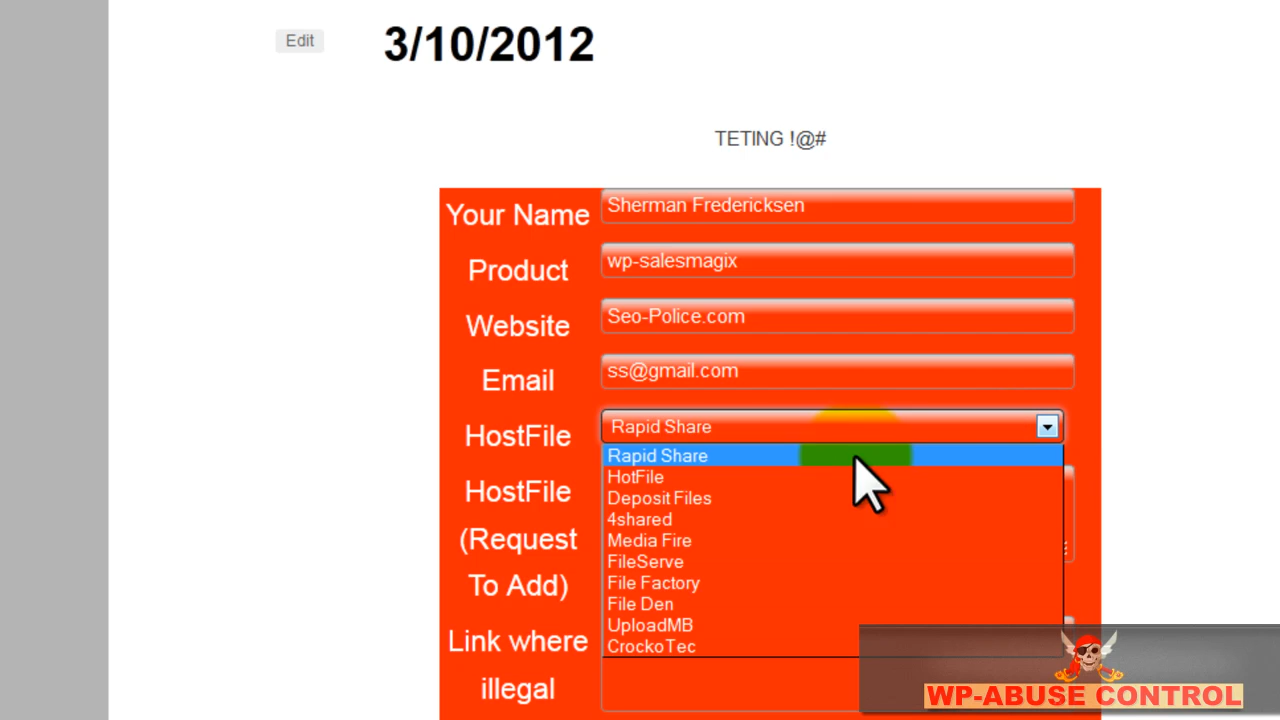 Edit
3/10/2012
TETING !@#
Your Name
Sherman Fredericksen
Product
wp-salesmagix
Website
Seo-Police.com
Email
ss@gmail.com
HostFile
Rapid Share
Rapid Share
HotFile
Deposit Files
4shared
Media Fire
FileServe
File Factory
File Den
UploadMB
CrockoTec
HostFile
(Request
To Add)
Link where
illegal
WP-ABUSE CONTROL